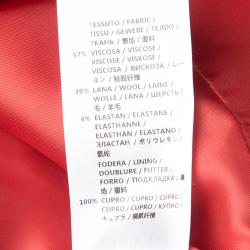 TESSUTO / FABRIC /
TISSU / GEWEBE / TEJIDO /
ТКАНЬ / 裏地 / 面料
57% VISCOSA / VISCOSE /
VISCOSE / VISKOSE /
VISCOSA / ВИСКОЗА / レー
ヨン / 粘胶纤维
39% LANA / WOOL / LAINE /
WOLLE / LANA / ШЕРСТЬ /
毛 / 羊毛
4% ELASTAN / ELASTANE /
ELASTHANNE /
ELASTHAN / ELASTANO /
ЭЛАСТАН / ポリウレタン /
氨纶
FODERA / LINING /
DOUBLURE / FUTTER /
FORRO / ПОДКЛАДКА / 裏
地 / 里料
100% CUPRO / CUPRO / CUPRO /
CUPRO / CUPRO / КУПРО /
キュプラ / 铜氨纤维